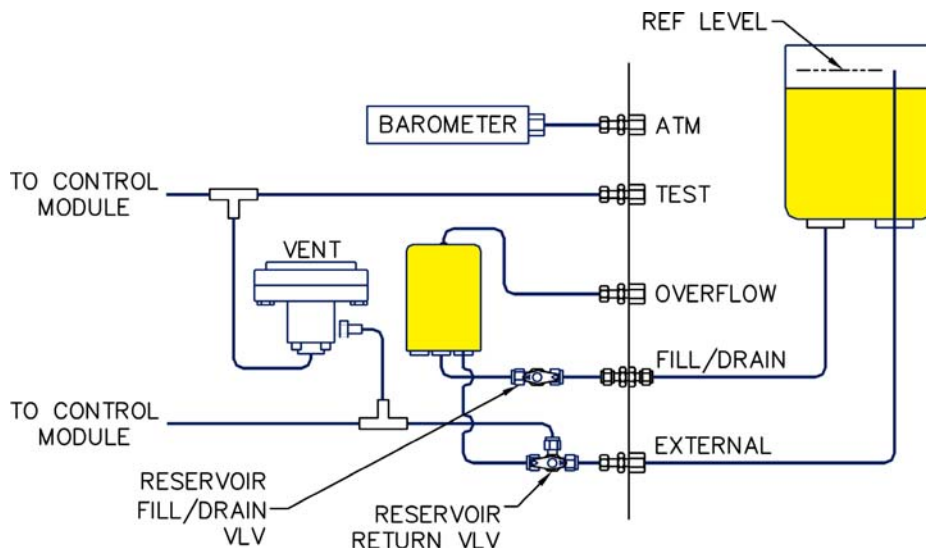 REF LEVEL
BAROMETER
ATM
TO CONTROL
MODULE
TEST
VENT
OVERFLOW
FILL/DRAIN
TO CONTROL
MODULE
EXTERNAL
RESERVOIR
FILL/DRAIN
VLV
RESERVOIR
RETURN VLV